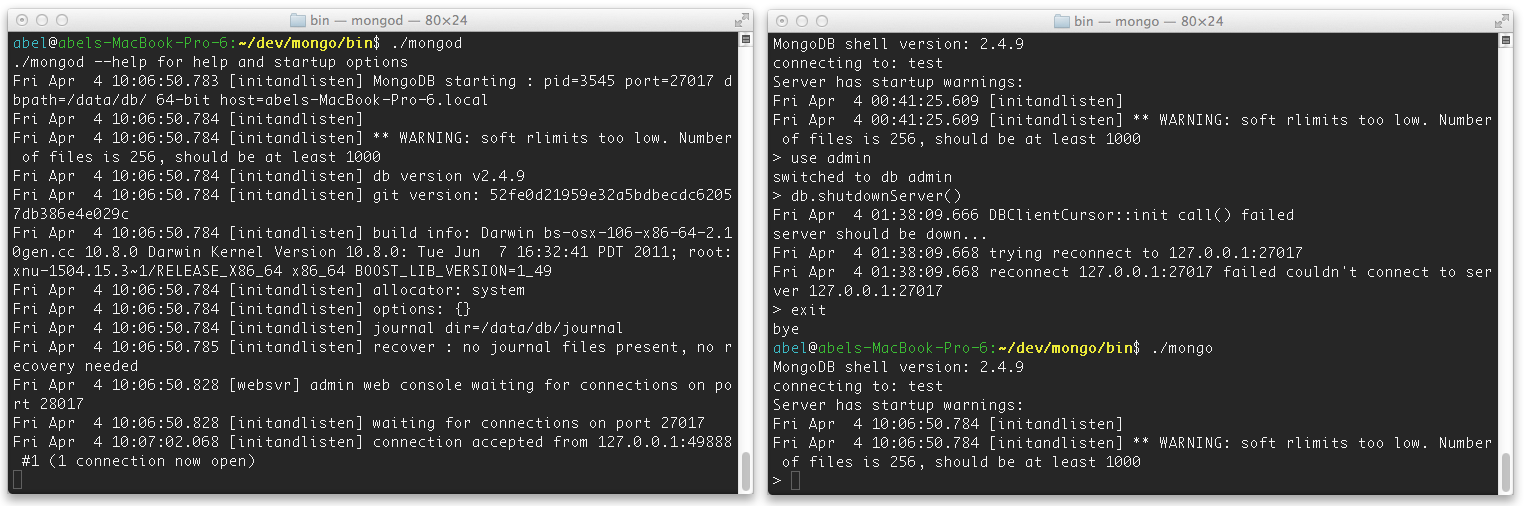 bin — mongod — 80×24
abel@abels-MacBook-Pro-6:~/dev/mongo/bin$ ./mongod
./mongod --help for help and startup options
Fri Apr  4 10:06:50.783 [initandlisten] MongoDB starting : pid=3545 port=27017 d
bpath=/data/db/ 64-bit host=abels-MacBook-Pro-6.local
Fri Apr  4 10:06:50.784 [initandlisten]
Fri Apr  4 10:06:50.784 [initandlisten] ** WARNING: soft rlimits too low. Number
 of files is 256, should be at least 1000
Fri Apr  4 10:06:50.784 [initandlisten] db version v2.4.9
Fri Apr  4 10:06:50.784 [initandlisten] git version: 52fe0d21959e32a5bdbecdc6205
7db386e4e029c
Fri Apr  4 10:06:50.784 [initandlisten] build info: Darwin bs-osx-106-x86-64-2.1
0gen.cc 10.8.0 Darwin Kernel Version 10.8.0: Tue Jun  7 16:32:41 PDT 2011; root:
xnu-1504.15.3~1/RELEASE_X86_64 x86_64 BOOST_LIB_VERSION=1_49
Fri Apr  4 10:06:50.784 [initandlisten] allocator: system
Fri Apr  4 10:06:50.784 [initandlisten] options: {}
Fri Apr  4 10:06:50.784 [initandlisten] journal dir=/data/db/journal
Fri Apr  4 10:06:50.785 [initandlisten] recover : no journal files present, no r
ecovery needed
Fri Apr  4 10:06:50.828 [websvr] admin web console waiting for connections on po
rt 28017
Fri Apr  4 10:06:50.828 [initandlisten] waiting for connections on port 27017
Fri Apr  4 10:07:02.068 [initandlisten] connection accepted from 127.0.0.1:49888
 #1 (1 connection now open)
bin — mongo — 80×24
MongoDB shell version: 2.4.9
connecting to: test
Server has startup warnings:
Fri Apr  4 00:41:25.609 [initandlisten]
Fri Apr  4 00:41:25.609 [initandlisten] ** WARNING: soft rlimits too low. Number
 of files is 256, should be at least 1000
> use admin
switched to db admin
> db.shutdownServer()
Fri Apr  4 01:38:09.666 DBClientCursor::init call() failed
server should be down...
Fri Apr  4 01:38:09.668 trying reconnect to 127.0.0.1:27017
Fri Apr  4 01:38:09.668 reconnect 127.0.0.1:27017 failed couldn't connect to ser
ver 127.0.0.1:27017
> exit
bye
abel@abels-MacBook-Pro-6:~/dev/mongo/bin$ ./mongo
MongoDB shell version: 2.4.9
connecting to: test
Server has startup warnings:
Fri Apr  4 10:06:50.784 [initandlisten]
Fri Apr  4 10:06:50.784 [initandlisten] ** WARNING: soft rlimits too low. Number
 of files is 256, should be at least 1000
>